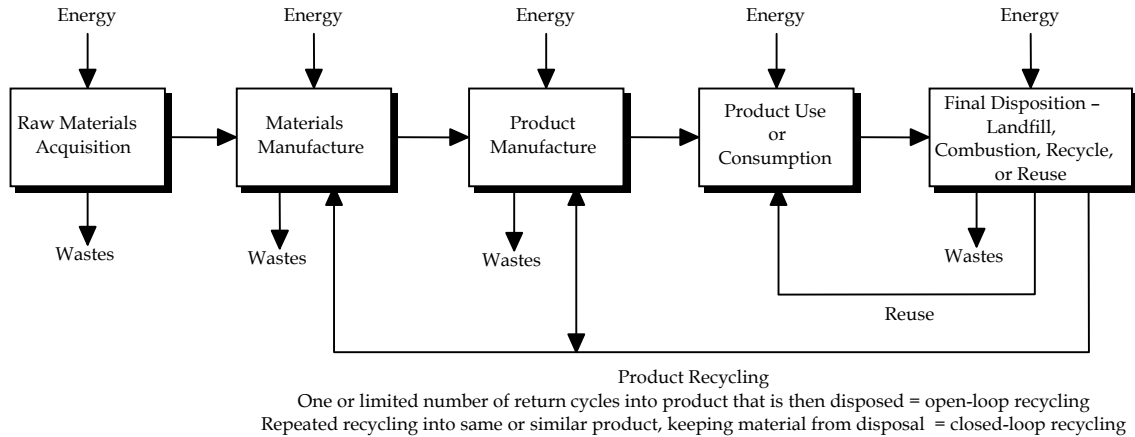 Energy
Energy
Energy
Energy
Energy
Raw Materials
Acquisition
Materials
Manufacture
Product
Manufacture
Product Use
or
Consumption
Final Disposition –
Landfill,
Combustion, Recycle,
or Reuse
Wastes
Wastes
Wastes
Wastes
Reuse
Product Recycling
One or limited number of return cycles into product that is then disposed = open-loop recycling
Repeated recycling into same or similar product, keeping material from disposal = closed-loop recycling